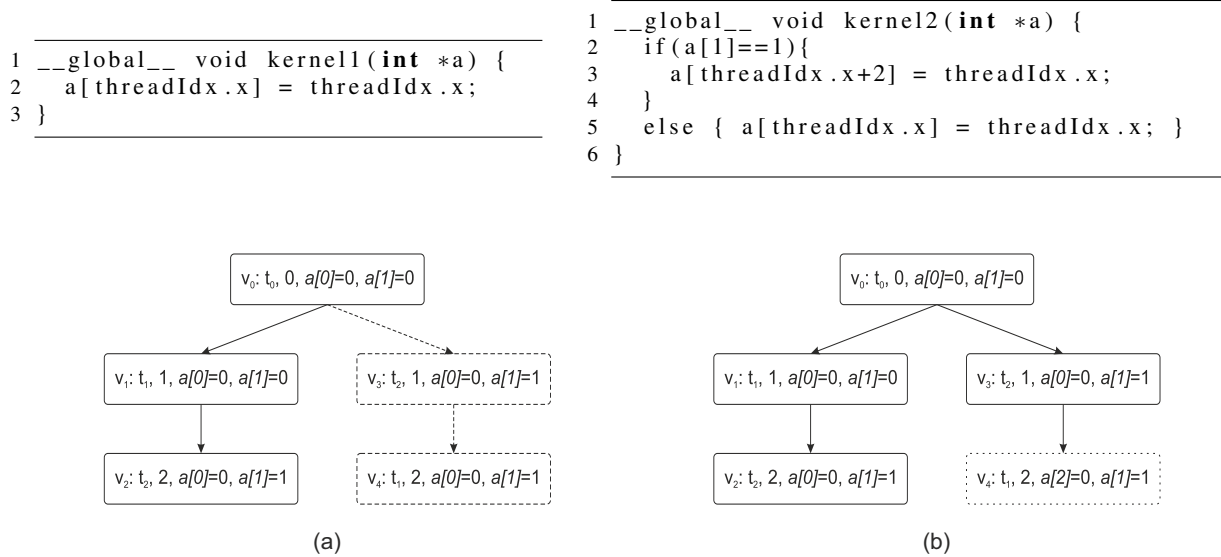 1 __global__ void kernel1(int *a) {
2 a[threadIdx.x] = threadIdx.x;
3 }
1 __global__ void kernel2(int *a) {
2 if(a[1]==1){
3 a[threadIdx.x+2] = threadIdx.x;
4 }
5 else { a[threadIdx.x] = threadIdx.x; }
6 }
v₀: t₀, 0, a[0]=0, a[1]=0
v₁: t₁, 1, a[0]=0, a[1]=0
v₃: t₂, 1, a[0]=0, a[1]=1
v₂: t₂, 2, a[0]=0, a[1]=1
v₄: t₁, 2, a[0]=0, a[1]=1
(a)
v₀: t₀, 0, a[0]=0, a[1]=0
v₁: t₁, 1, a[0]=0, a[1]=0
v₃: t₂, 1, a[0]=0, a[1]=1
v₂: t₂, 2, a[0]=0, a[1]=1
v₄: t₁, 2, a[2]=0, a[1]=1
(b)